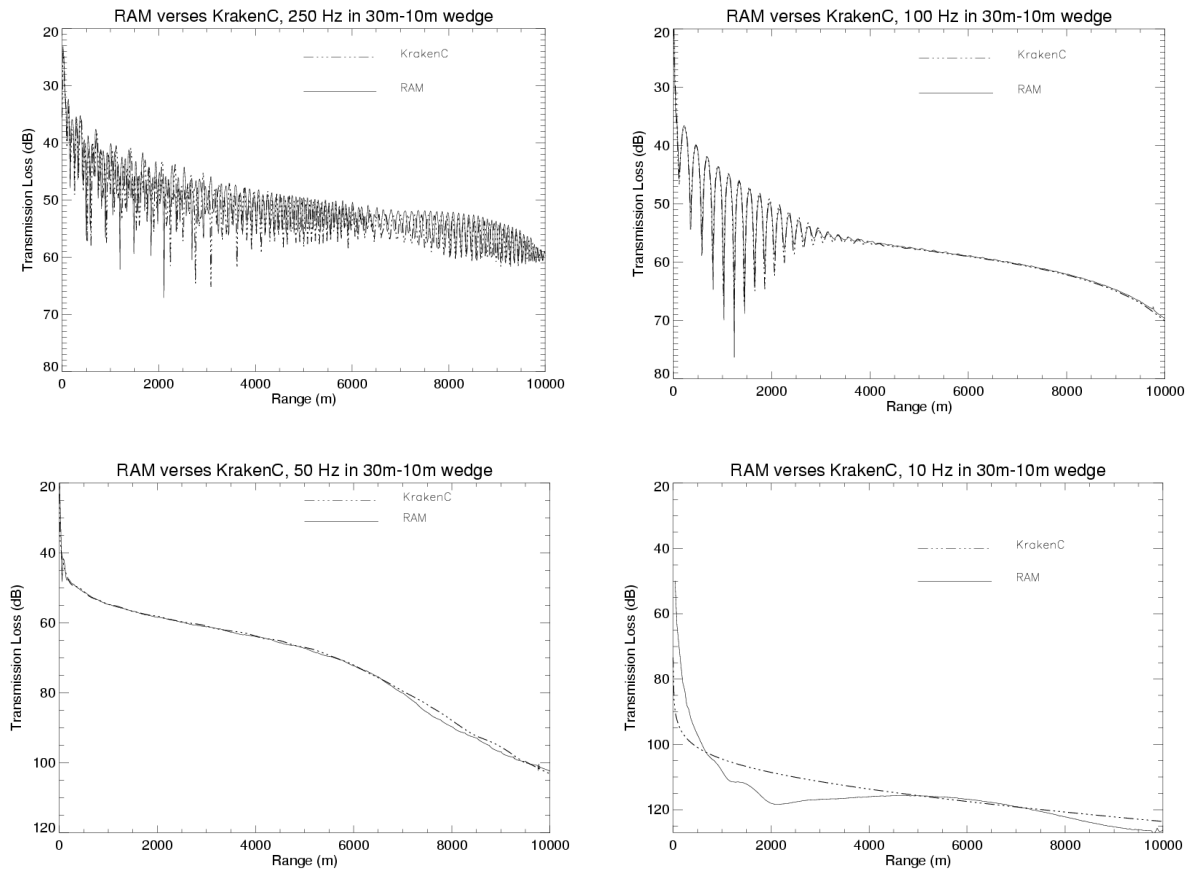 RAM verses KrakenC, 250 Hz in 30m-10m wedge
20
30
40
50
60
80
Transmission Loss (dB)
KrakenC
RAM
0
2000
4000
6000
8000
10000
Range (m)
RAM verses KrakenC, 100 Hz in 30m-10m wedge
20
30
40
50
60
70
80
Transmission Loss (dB)
KrakenC
RAM
0
2000
4000
6000
8000
10000
Range (m)
RAM verses KrakenC, 50 Hz in 30m-10m wedge
20
40
60
80
100
120
Transmission Loss (dB)
KrakenC
RAM
0
2000
4000
6000
8000
10000
Range (m)
RAM verses KrakenC, 10 Hz in 30m-10m wedge
20
40
60
80
100
120
Transmission Loss (dB)
KrakenC
RAM
0
2000
4000
6000
8000
10000
Range (m)